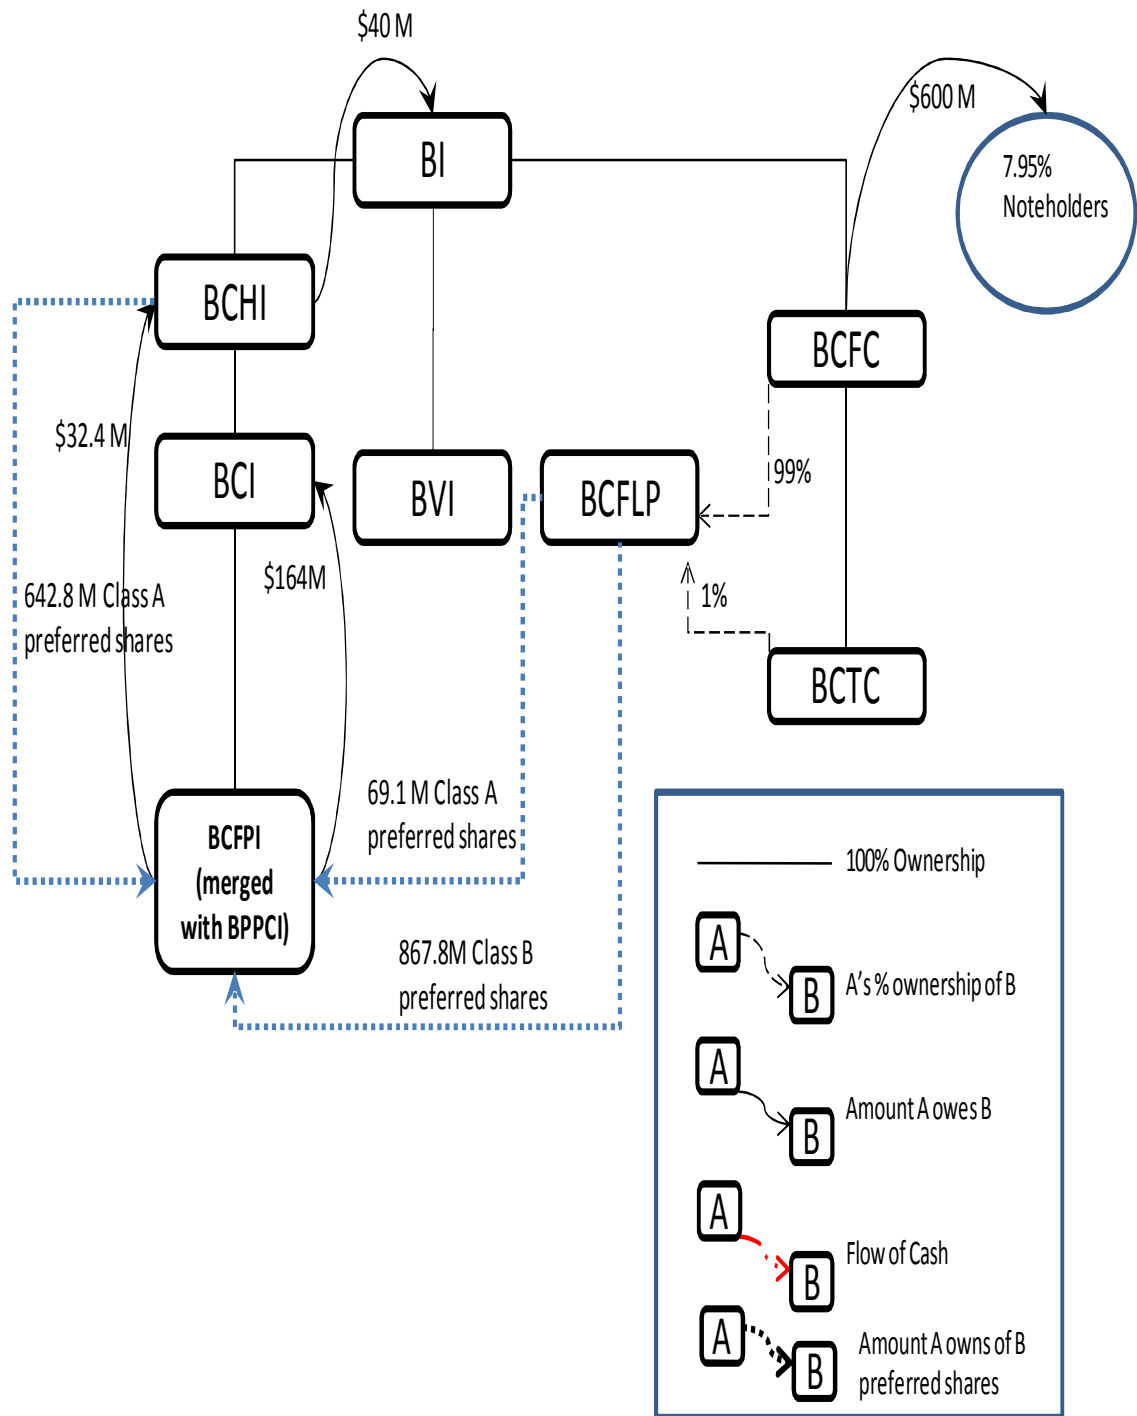 $40 M
$600 M
BI
7.95%
Noteholders
BCHI
BCFC
$32.4 M
BCI
BVI
BCFLP
99%
$164M
1%
642.8 M Class A
preferred shares
BCTC
69.1 M Class A
preferred shares
BCFPI
(merged
with BPPCI)
867.8M Class B
preferred shares
100% Ownership
A
B
A's % ownership of B
A
B
Amount A owes B
A
B
Flow of Cash
A
B
Amount A owns of B
preferred shares